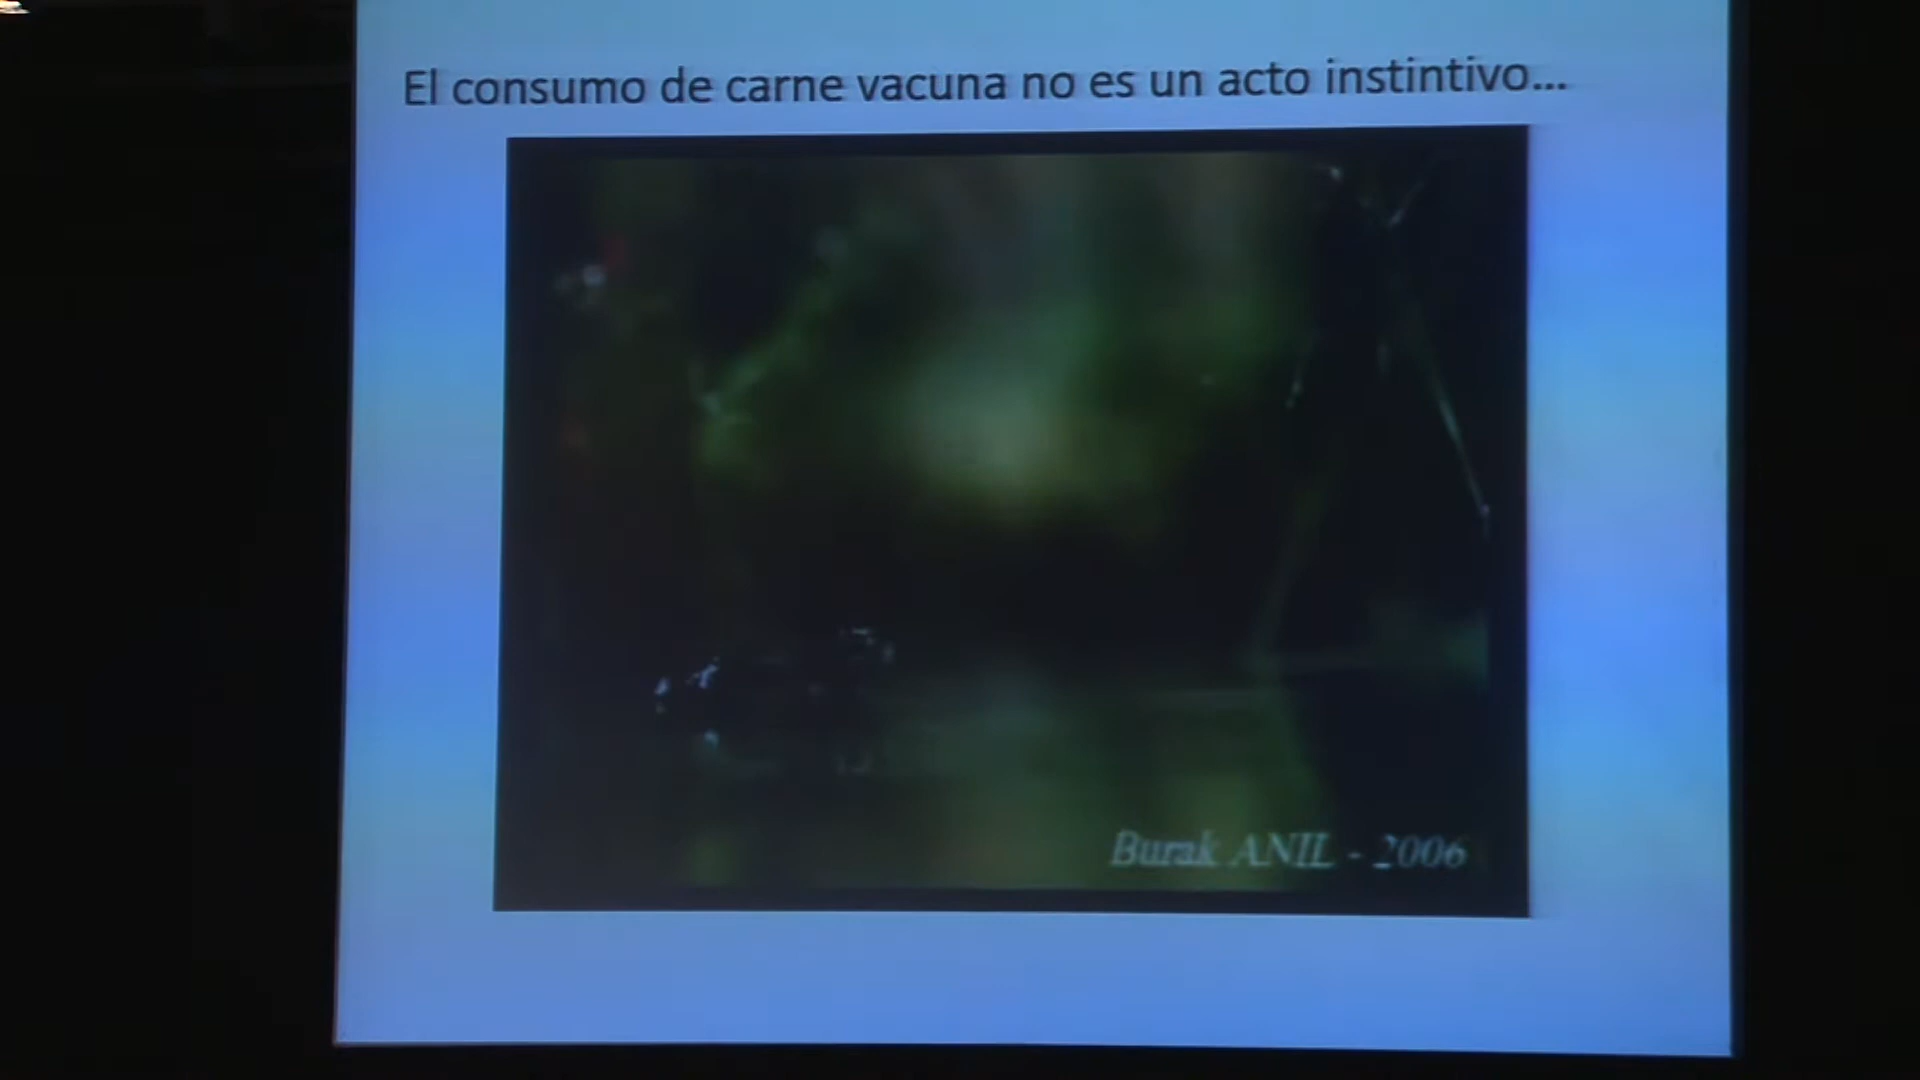 El consumo de carne vacuna no es un acto instintivo...
Burak ANIL - 2006